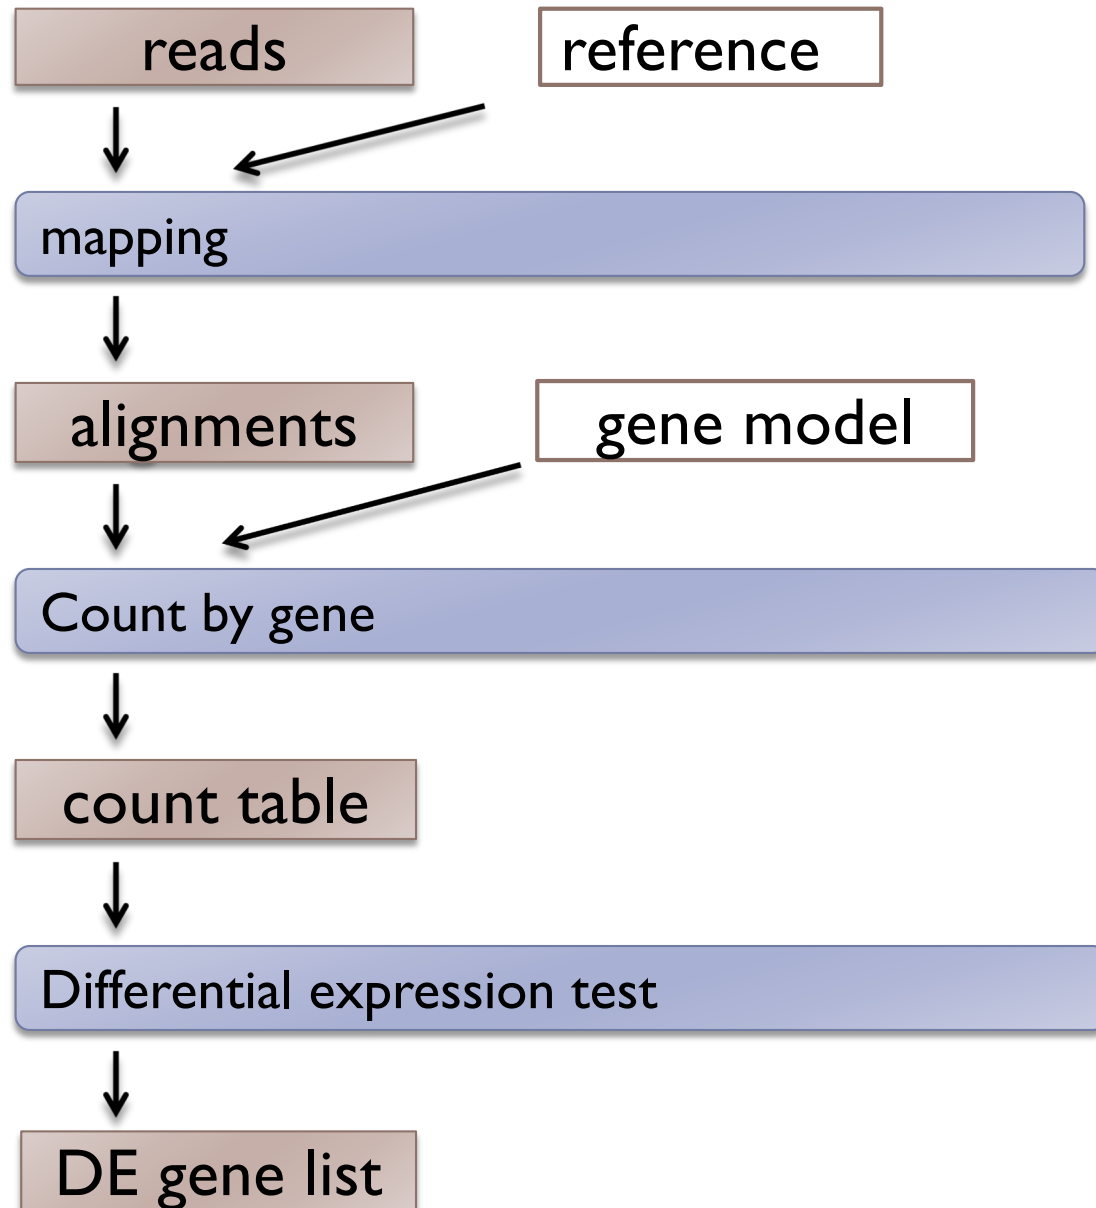 reads
reference
mapping
alignments
gene model
Count by gene
count table
Differential expression test
DE gene list